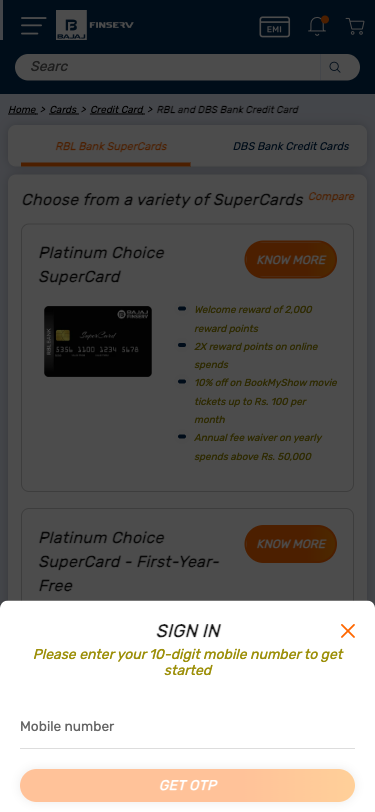 BAJAJ FINSERV
EMI
Searc
Home > Cards > Credit Card > RBL and DBS Bank Credit Card
RBL Bank SuperCards DBS Bank Credit Cards
Choose from a variety of SuperCards Compare
Platinum Choice
SuperCard
KNOW MORE
BAJAJ
FINSERV
RBLBANK
SuperCard
5356 1100 1234 5678
Welcome reward of 2,000
reward points
2X reward points on online
spends
10% off on BookMyShow movie
tickets up to Rs. 100 per
month
Annual fee waiver on yearly
spends above Rs. 50,000
Platinum Choice
SuperCard - First-Year-
Free
KNOW MORE
SIGN IN
Please enter your 10-digit mobile number to get
started
Mobile number
GET OTP